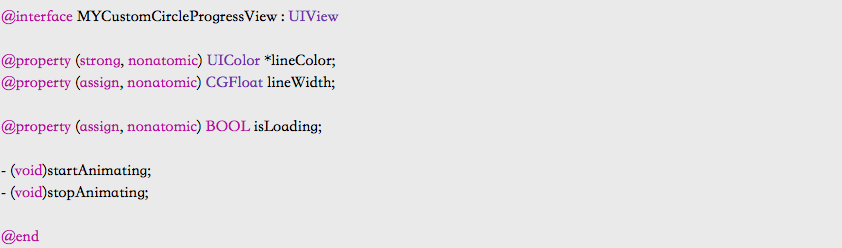 @interface MYCustomCircleProgressView : UIView
@property (strong, nonatomic) UIColor *lineColor;
@property (assign, nonatomic) CGFloat lineWidth;
@property (assign, nonatomic) BOOL isLoading;
- (void)startAnimating;
- (void)stopAnimating;
@end